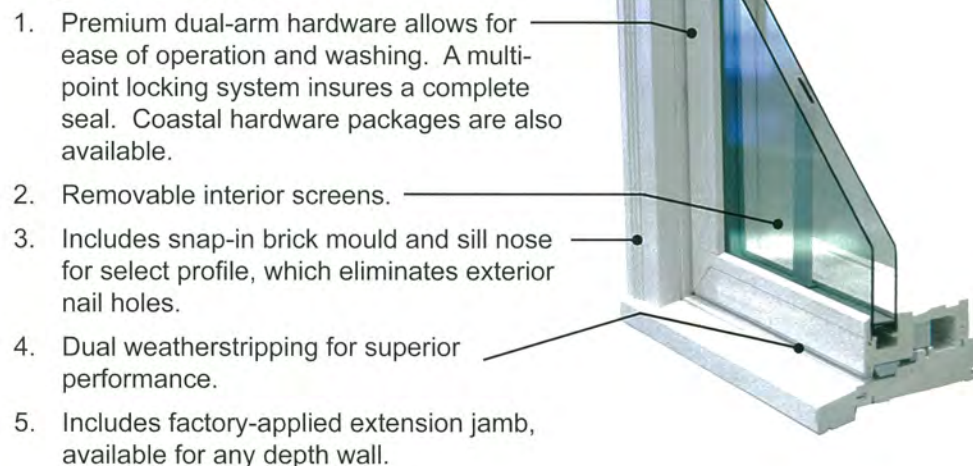 1. Premium dual-arm hardware allows for
ease of operation and washing. A multi-
point locking system insures a complete
seal. Coastal hardware packages are also
available.
2. Removable interior screens.
3. Includes snap-in brick mould and sill nose
for select profile, which eliminates exterior
nail holes.
4. Dual weatherstripping for superior
performance.
5. Includes factory-applied extension jamb,
available for any depth wall.